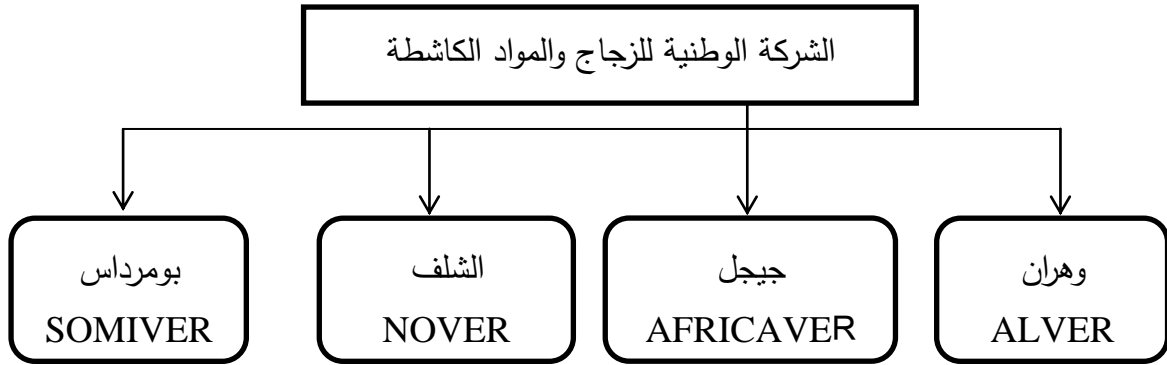 الشركة الوطنية للزجاج والمواد الكاشطة
وهران
ALVER
جيجل
AFRICAVER
الشلف
NOVER
بومرداس
SOMIVER